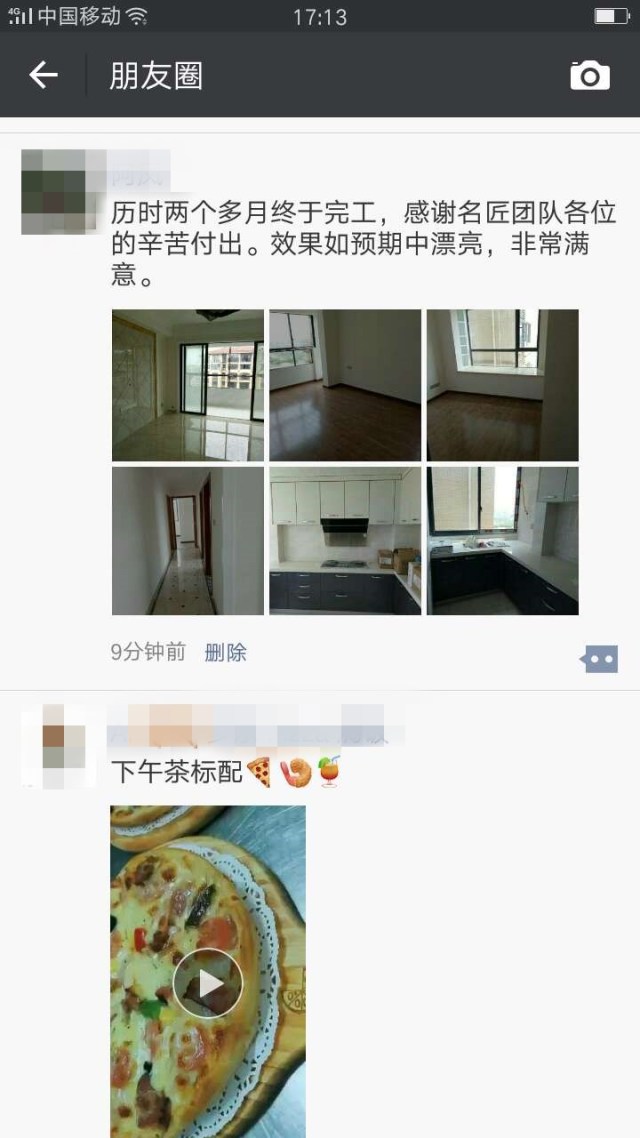 4G 中国移动 17:13
朋友圈
历时两个多月终于完工，感谢名匠团队各位
的辛苦付出。效果如预期中漂亮，非常满
意。
9分钟前 删除
下午茶标配🍕🍤🍹